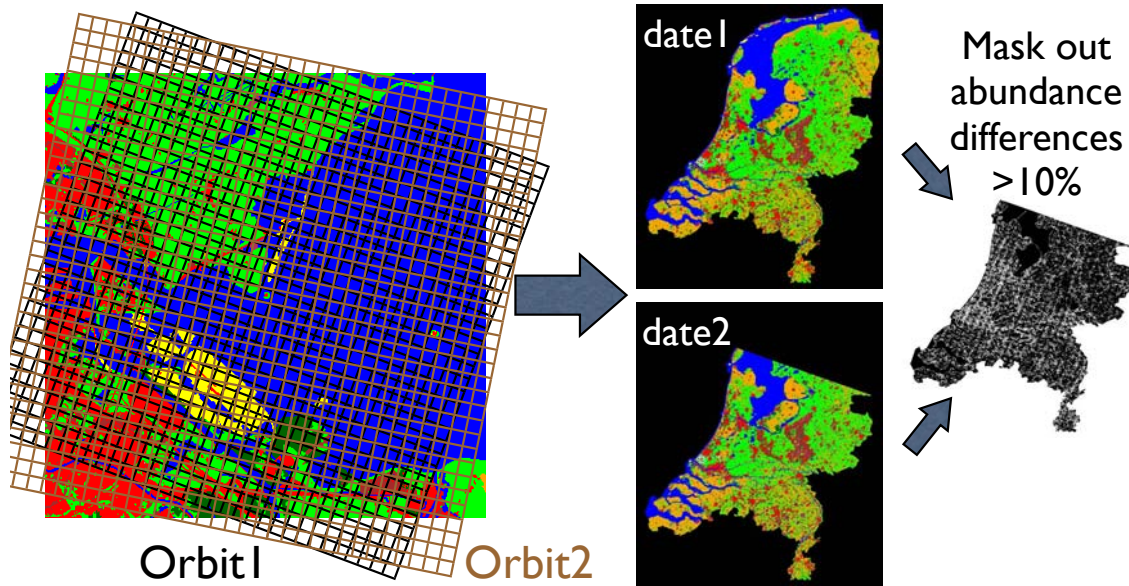 date1
Mask out
abundance
differences
>10%
date2
Orbit1
Orbit2